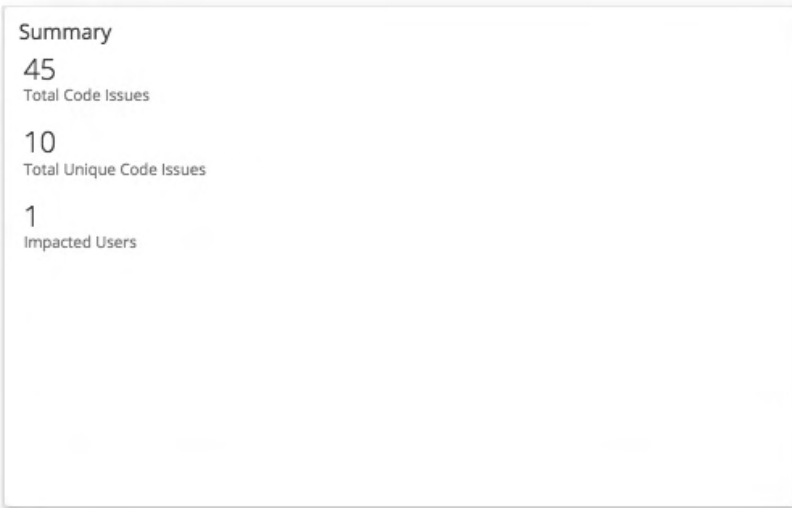 Summary
45
Total Code Issues
10
Total Unique Code Issues
1
Impacted Users